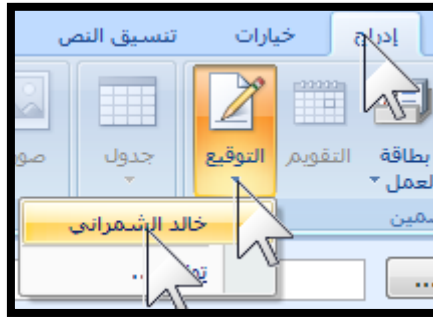 إدراج خيارات تنسيق النص
بطاقة العمل التقويم التوقيع جدول
خالد الشمراني
...